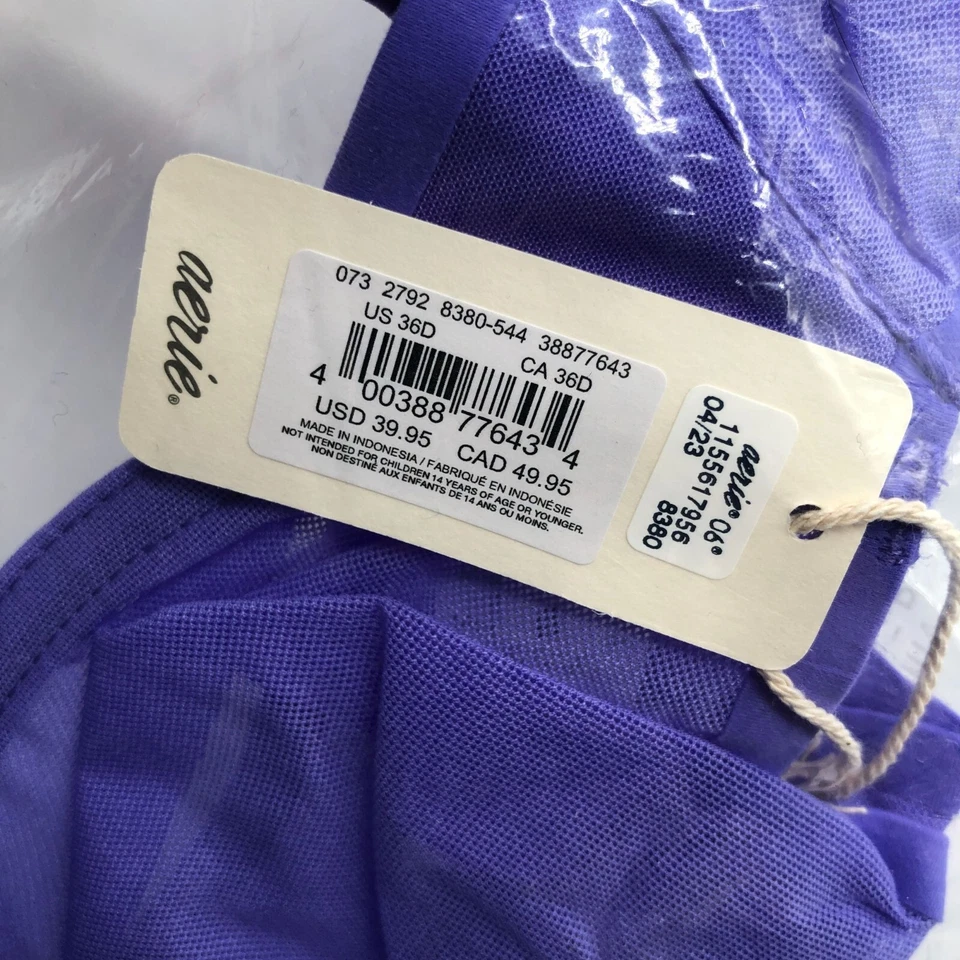 aerie®
073 2792 8380-544 38877643
US 36D CA 36D
4 00388 77643 4
USD 39.95 CAD 49.95
MADE IN INDONESIA / FABRIQUÉ EN INDONÉSIE
NOT INTENDED FOR CHILDREN 14 YEARS OF AGE OR YOUNGER.
NON DESTINÉ AUX ENFANTS DE 14 ANS OU MOINS.
aerie® 06°
1155617956
04/23 8380